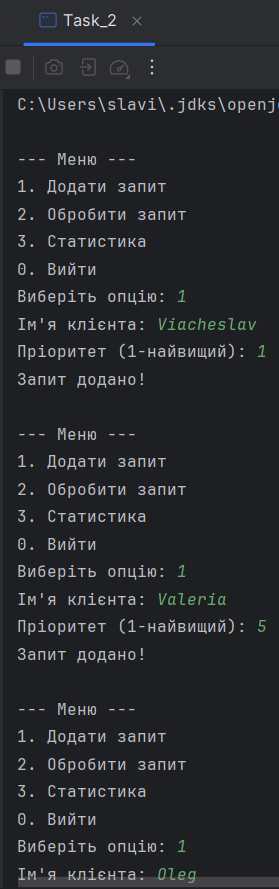 Task_2
C:\Users\slavi\.jdks\openj
--- Меню ---
1. Додати запит
2. Обробити запит
3. Статистика
0. Вийти
Виберіть опцію: 1
Ім'я клієнта: Viacheslav
Пріоритет (1-найвищий): 1
Запит додано!
--- Меню ---
1. Додати запит
2. Обробити запит
3. Статистика
0. Вийти
Виберіть опцію: 1
Ім'я клієнта: Valeria
Пріоритет (1-найвищий): 5
Запит додано!
--- Меню ---
1. Додати запит
2. Обробити запит
3. Статистика
0. Вийти
Виберіть опцію: 1
Ім'я клієнта: Oleg